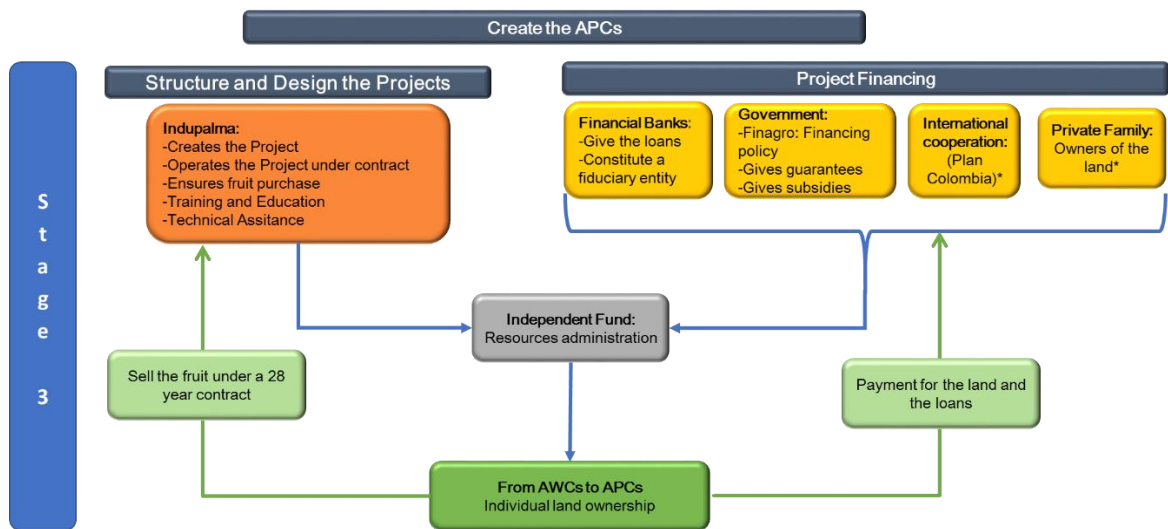 Create the APCs
Structure and Design the Projects
Project Financing
Stage 3
Indupalma:
-Creates the Project
-Operates the Project under contract
-Ensures fruit purchase
-Training and Education
-Technical Assitance
Financial Banks:
-Give the loans
-Constitute a
fiduciary entity
Government:
-Finagro: Financing
policy
-Gives guarantees
-Gives subsidies
International
cooperation:
(Plan
Colombia)*
Private Family:
Owners of the
land*
Independent Fund:
Resources administration
Sell the fruit under a 28
year contract
Payment for the land and
the loans
From AWCs to APCs
Individual land ownership